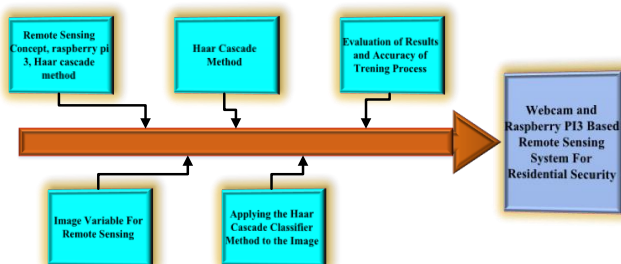 Remote Sensing
Concept, raspberry pi
3, Haar cascade
method
Haar Cascade
Method
Evaluation of Results
and Accuracy of
Trening Process
Webcam and
Raspberry PI3 Based
Remote Sensing
System For
Residential Security
Image Variable For
Remote Sensing
Applying the Haar
Cascade Classifier
Method to the Image